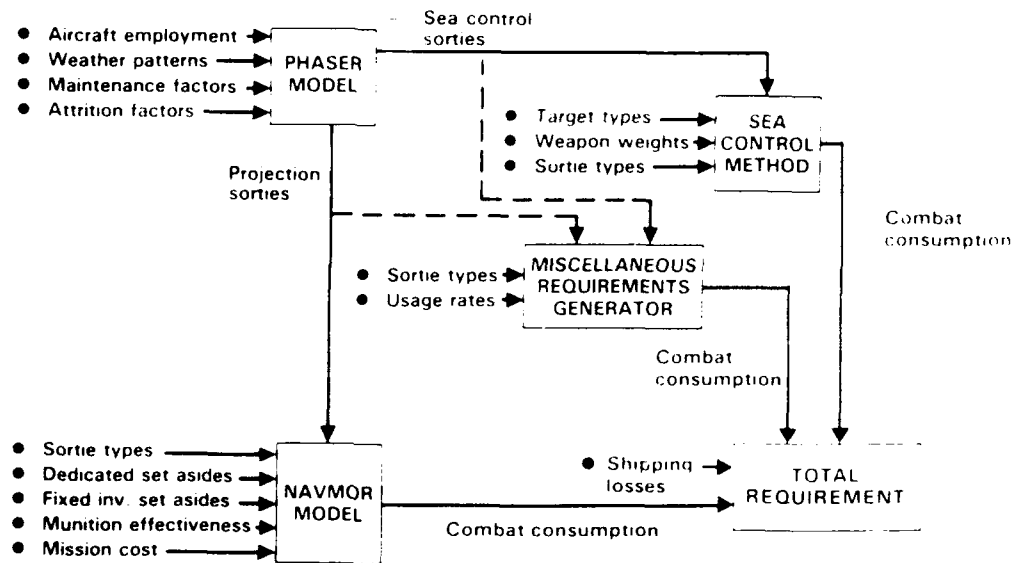 Sea control
sorties
● Aircraft employment
● Weather patterns
● Maintenance factors
● Attrition factors
PHASER
MODEL
● Target types
● Weapon weights
● Sortie types
SEA
CONTROL
METHOD
Projection
sorties
Combat
consumption
● Sortie types
● Usage rates
MISCELLANEOUS
REQUIREMENTS
GENERATOR
Combat
consumption
● Sortie types
● Dedicated set asides
● Fixed inv. set asides
● Munition effectiveness
● Mission cost
NAVMOR
MODEL
● Shipping
losses
TOTAL
REQUIREMENT
Combat consumption